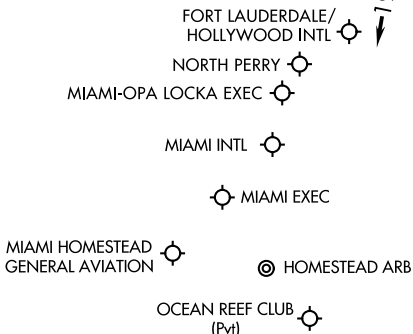 FORT LAUDERDALE/
HOLLYWOOD INTL
NORTH PERRY
MIAMI-OPA LOCKA EXEC
MIAMI INTL
MIAMI EXEC
MIAMI HOMESTEAD
GENERAL AVIATION
HOMESTEAD ARB
OCEAN REEF CLUB
(Pvt)